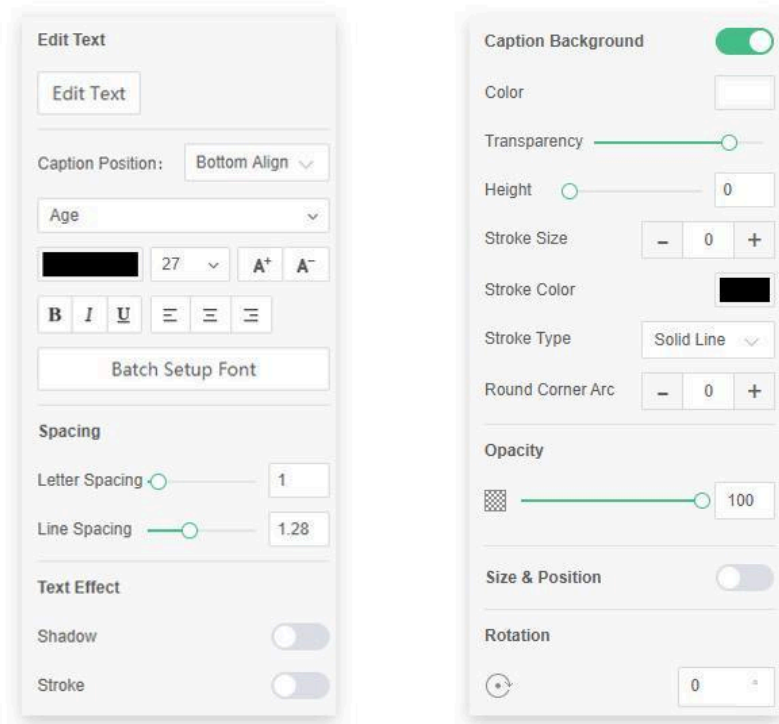 Edit Text
Edit Text
Caption Position: Bottom Align
Age
27 A+ A-
B I U
Batch Setup Font
Spacing
Letter Spacing 1
Line Spacing 1.28
Text Effect
Shadow
Stroke
Caption Background
Color
Transparency
Height 0
Stroke Size - 0 +
Stroke Color
Stroke Type Solid Line
Round Corner Arc - 0 +
Opacity
100
Size & Position
Rotation
0 °